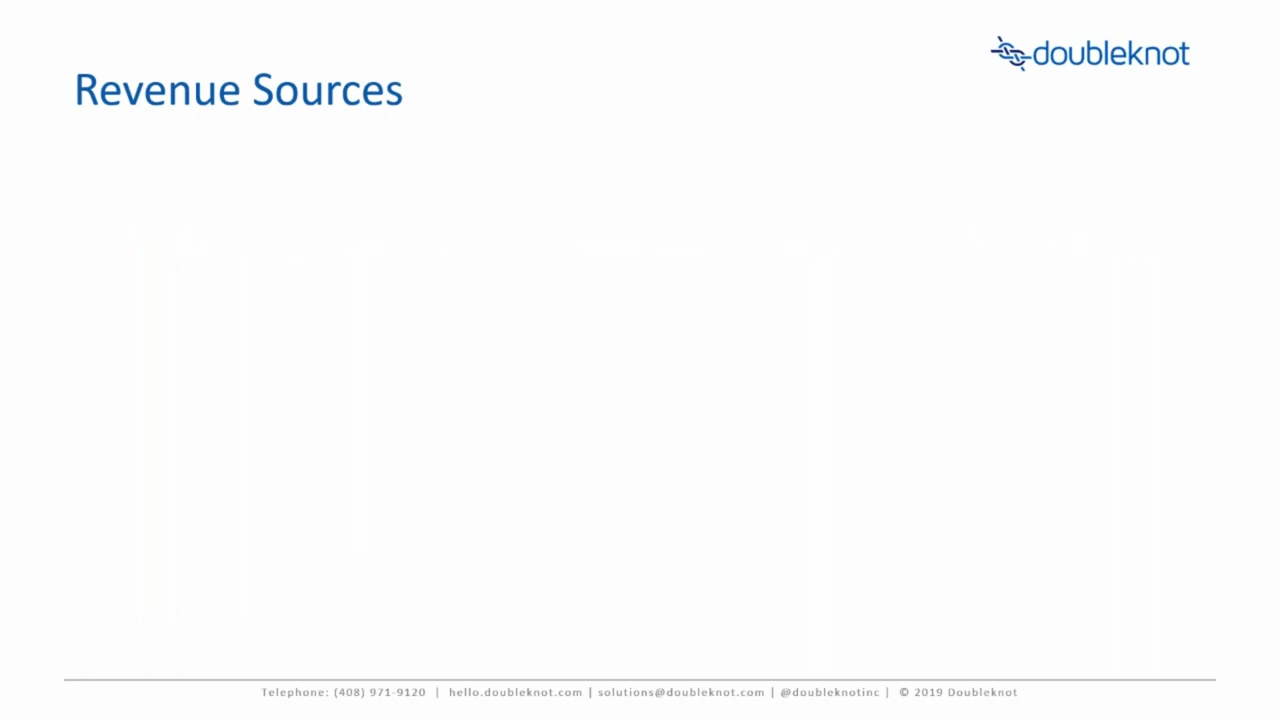 doubleknot
Revenue Sources
Telephone: (408) 971-9120 | hello.doubleknot.com | solutions@doubleknot.com | @doubleknotinc | © 2019 Doubleknot